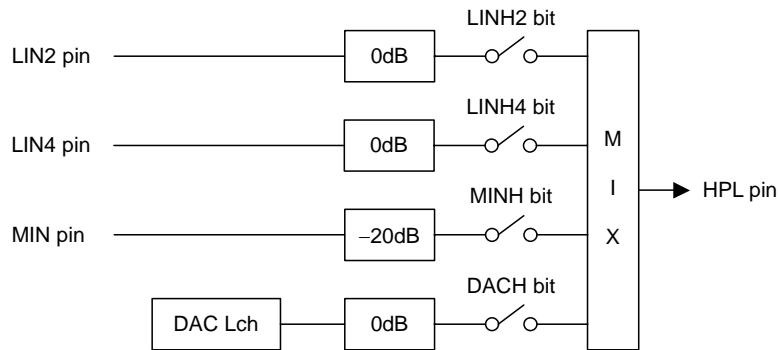 LINH2 bit
LIN2 pin
0dB
LINH4 bit
LIN4 pin
0dB
MINH bit
MIN pin
−20dB
DACH bit
DAC Lch
0dB
M
I
X
HPL pin